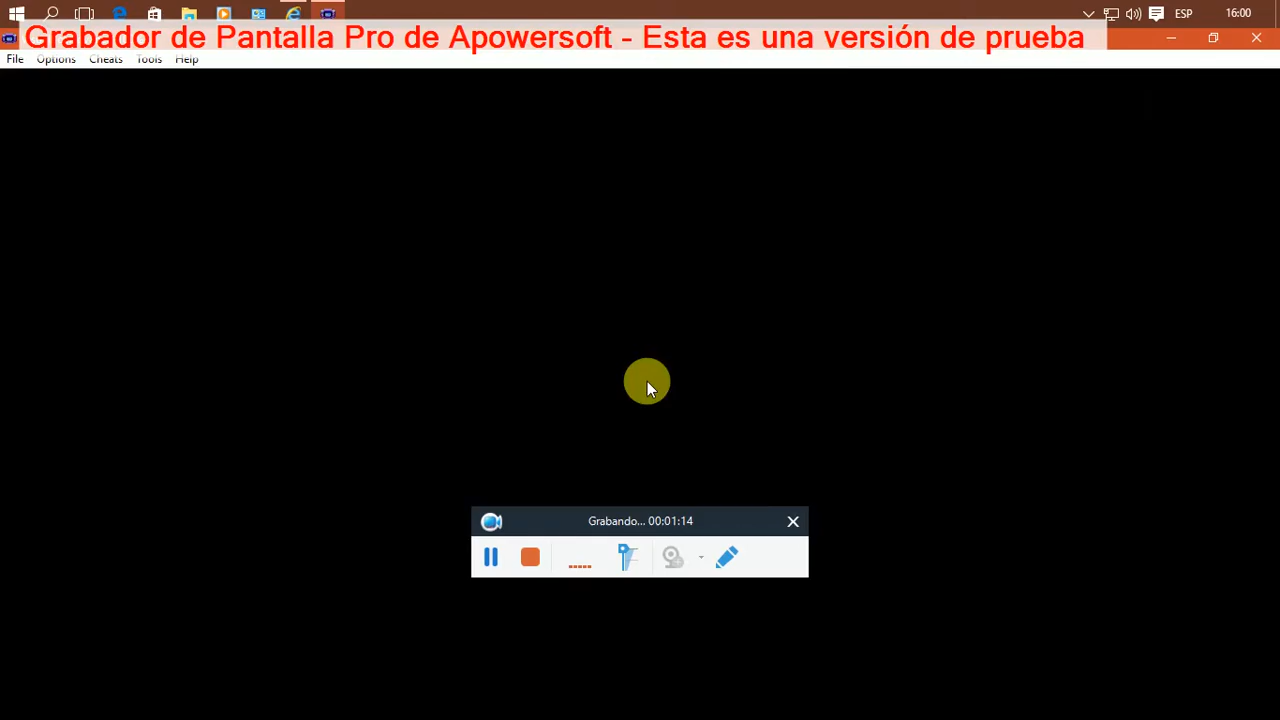 ESP 16:00
Grabador de Pantalla Pro de Apowersoft - Esta es una versión de prueba
File Options Cheats Tools Help
Grabando... 00:01:14